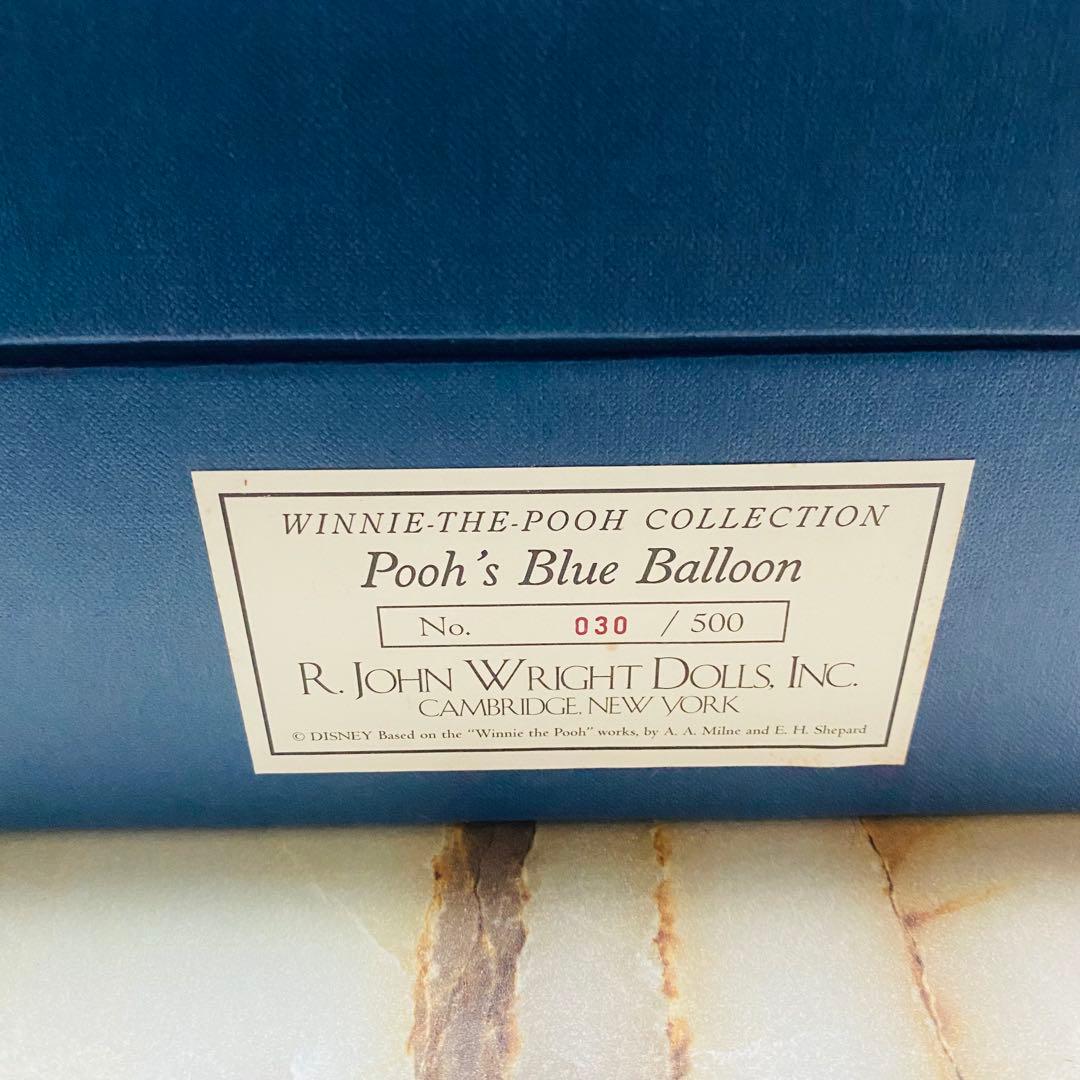 WINNIE-THE-POOH COLLECTION
Pooh's Blue Balloon
No. 030 / 500
R. JOHN WRIGHT DOLLS, INC.
CAMBRIDGE, NEW YORK
© DISNEY Based on the "Winnie the Pooh" works, by A. A. Milne and E. H. Shepard